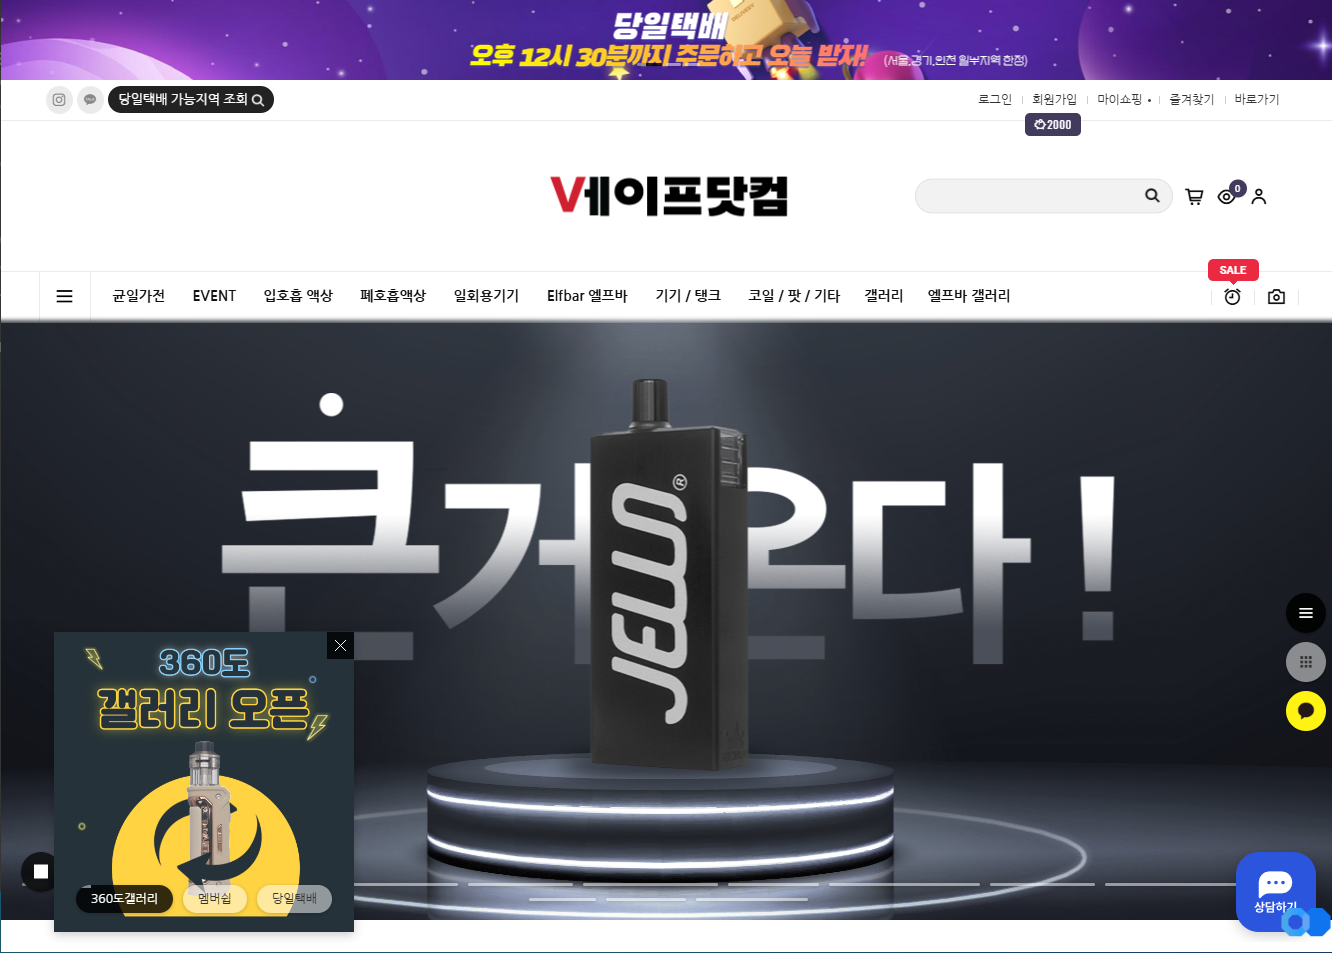 당일택배
오후 12시 30분까지 주문하고 오늘 받자!
(서울,경기,인천 일부지역 한정)
당일택배 가능지역 조회
로그인
회원가입
마이쇼핑
즐겨찾기
바로가기
2000
V세이프닷컴
0
SALE
균일가전
EVENT
입호흡 액상
폐호흡액상
일회용기기
Elfbar 엘프바
기기 / 탱크
코일 / 팟 / 기타
갤러리
엘프바 갤러리
큰거 온다!
JELLO®
360도
갤러리 오픈
360도갤러리
멤버쉽
당일택배
상담하기